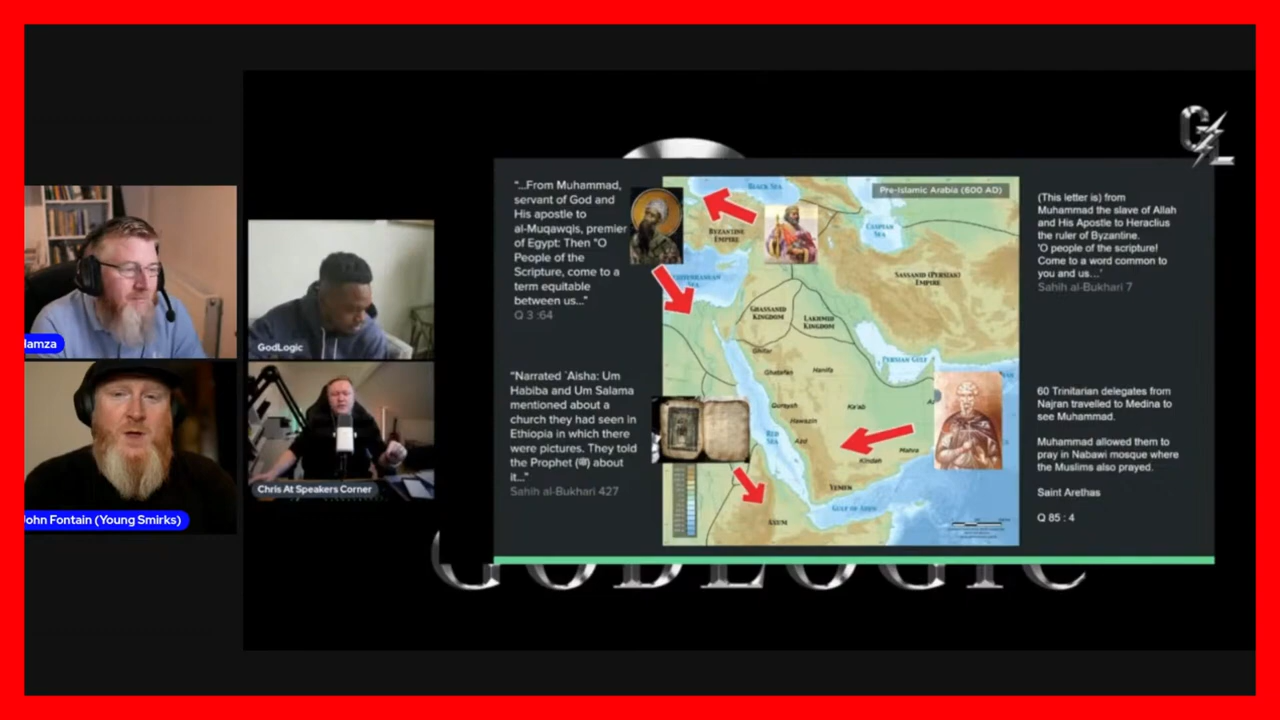 Hamza
John Fontain (Young Smirks)
GodLogic
Chris At Speakers Corner
GL
GODLOGIC
"...From Muhammad,
servant of God and
His apostle to
al-Muqawqis, premier
of Egypt: Then "O
People of the
Scripture, come to a
term equitable
between us..."
Q 3 :64
"Narrated `Aisha: Um
Habiba and Um Salama
mentioned about a
church they had seen in
Ethiopia in which there
were pictures. They told
the Prophet (ﷺ) about
it..."
Sahih al-Bukhari 427
Pre-Islamic Arabia (600 AD)
BLACK SEA
BYZANTINE
EMPIRE
CASPIAN
SEA
SEA
SASSANID (PERSIAN)
EMPIRE
GHASSANID
KINGDOM
LAKHMID
KINGDOM
PERSIAN GULF
Ghatafan
Hanifa
Quraysh
Ka'ab
Hawazin
RED
SEA
Azd
Kindah
Mahra
YEMEN
GULF OF ADEN
AXUM
(This letter is) from
Muhammad the slave of Allah
and His Apostle to Heraclius
the ruler of Byzantine.
'O people of the scripture!
Come to a word common to
you and us...'
Sahih al-Bukhari 7
60 Trinitarian delegates from
Najran travelled to Medina to
see Muhammad.
Muhammad allowed them to
pray in Nabawi mosque where
the Muslims also prayed.
Saint Arethas
Q 85 : 4